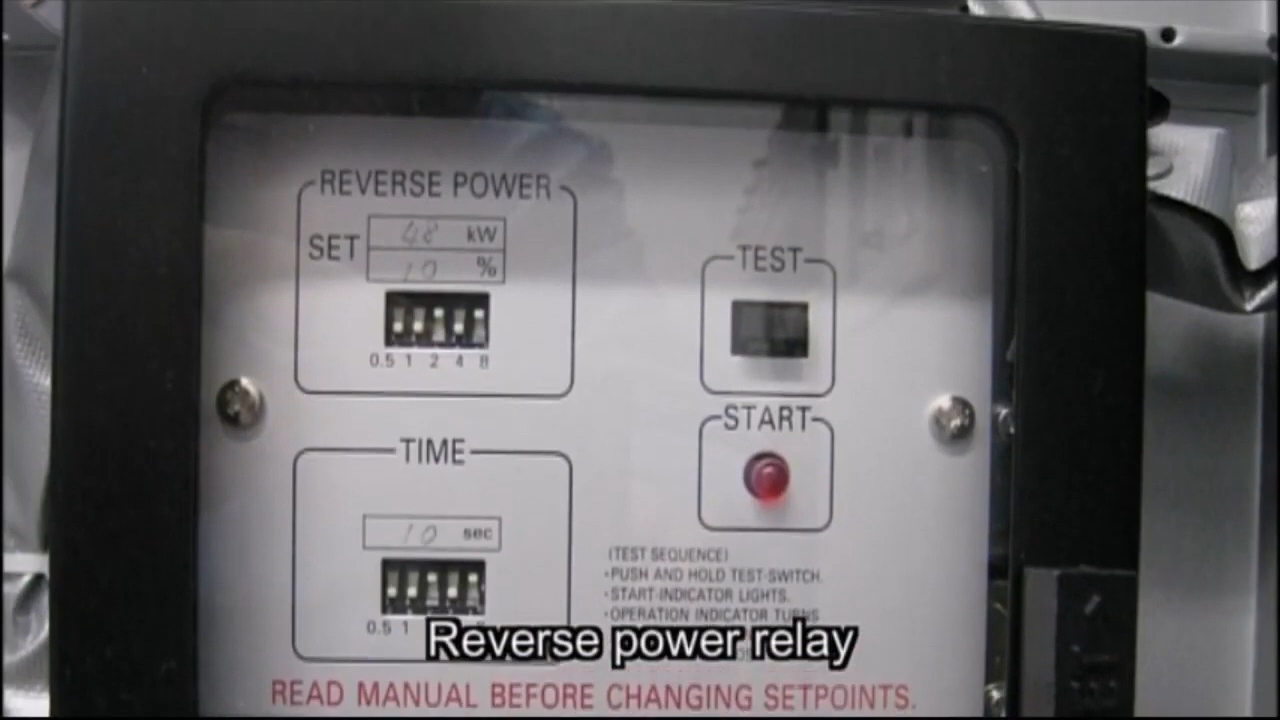 REVERSE POWER
SET
48 kW
10 %
0.5 1 2 4 8
TEST
START
TIME
10 sec
0.5 1
(TEST SEQUENCE)
·PUSH AND HOLD TEST-SWITCH.
·START-INDICATOR LIGHTS.
·OPERATION INDICATOR TURNS
Reverse power relay
READ MANUAL BEFORE CHANGING SETPOINTS.